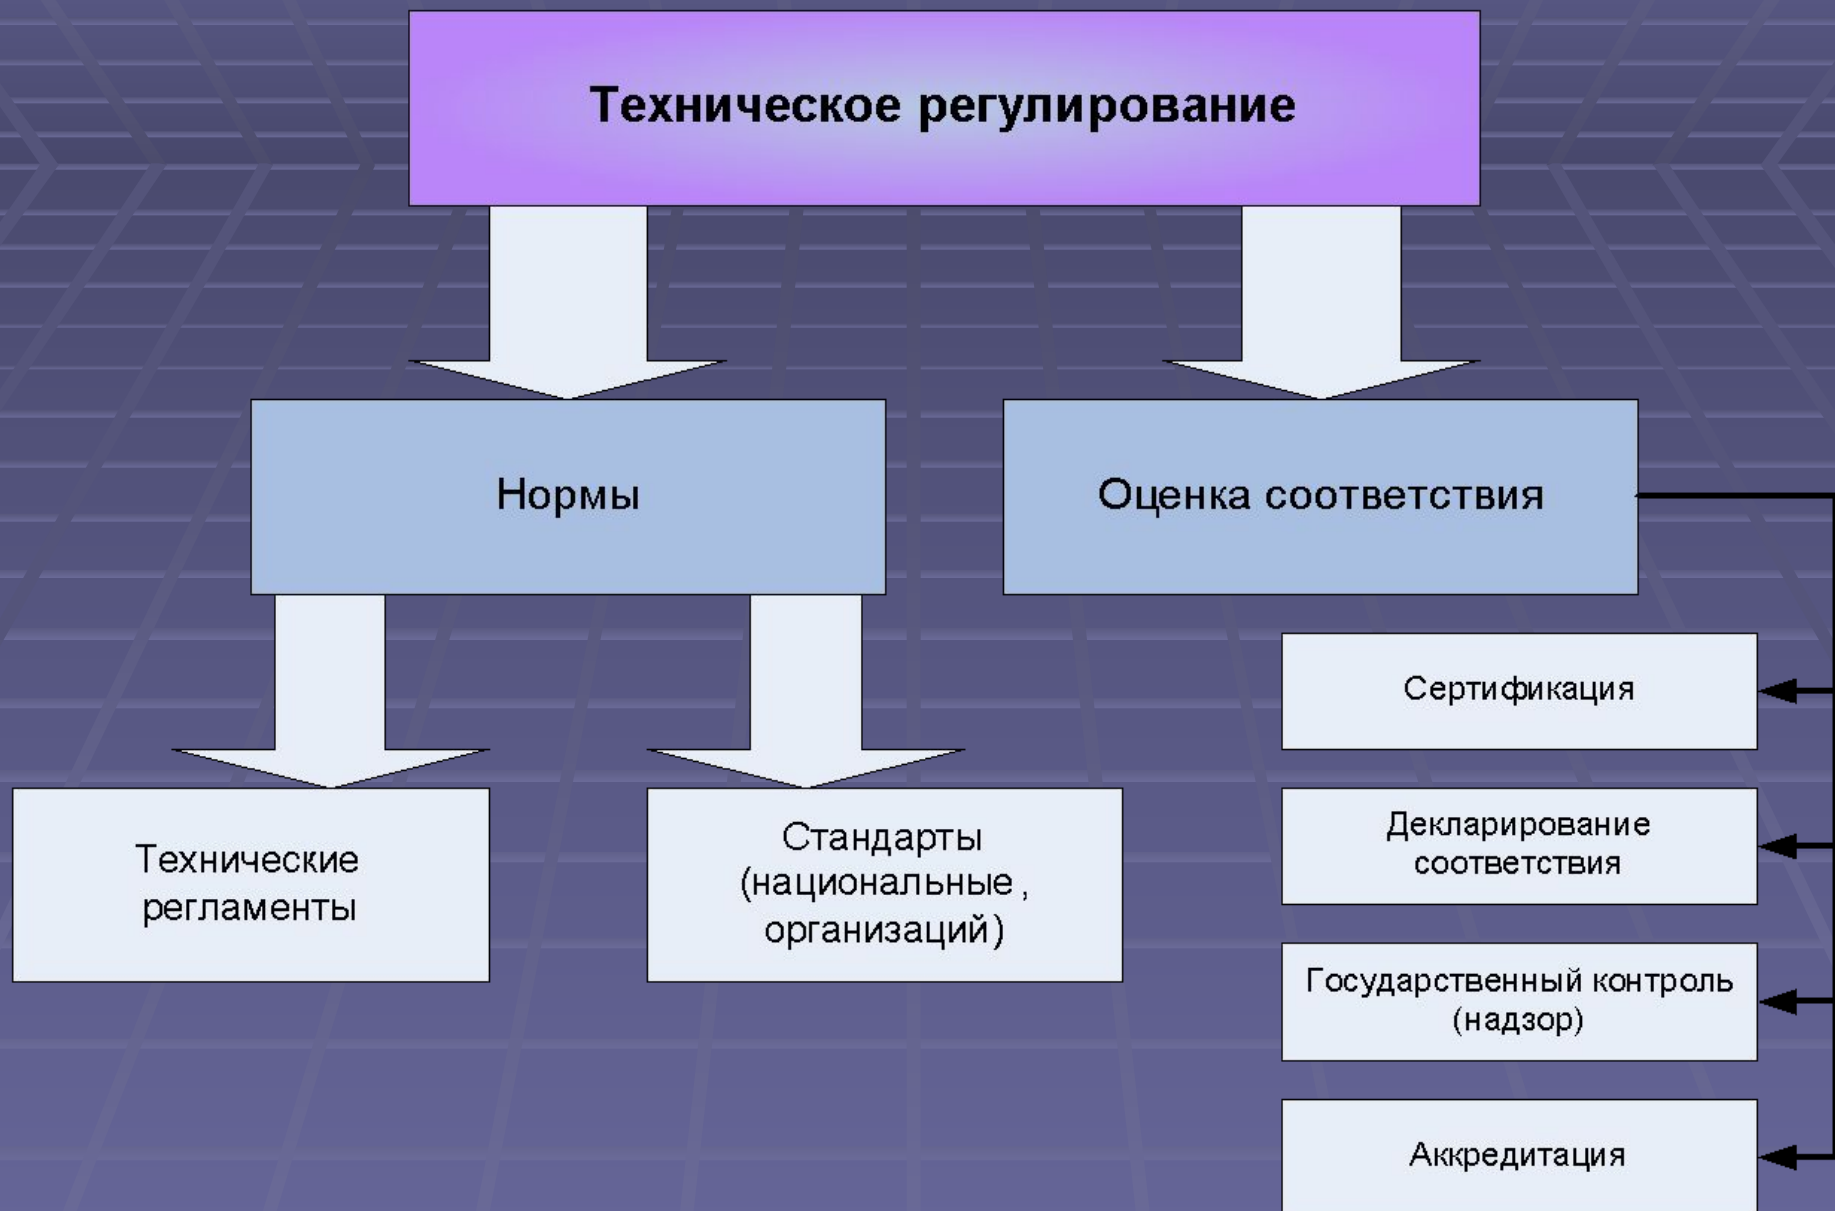 Техническое регулирование
Нормы
Оценка соответствия
Технические
регламенты
Стандарты
(национальные,
организаций)
Сертификация
Декларирование
соответствия
Государственный контроль
(надзор)
Аккредитация